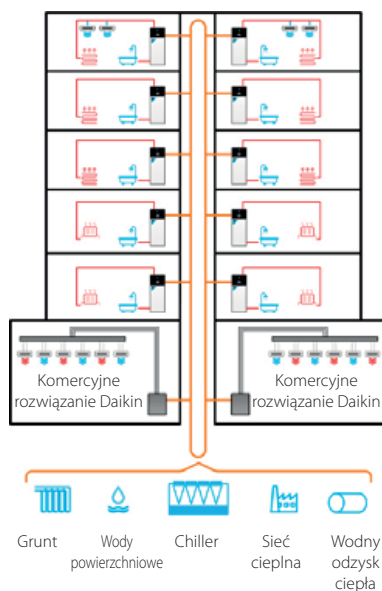 Komercyjne
rozwiązanie Daikin
Komercyjne
rozwiązanie Daikin
Grunt
Wody
powierzchniowe
Chiller
Sieć
cieplna
Wodny
odzysk
ciepła